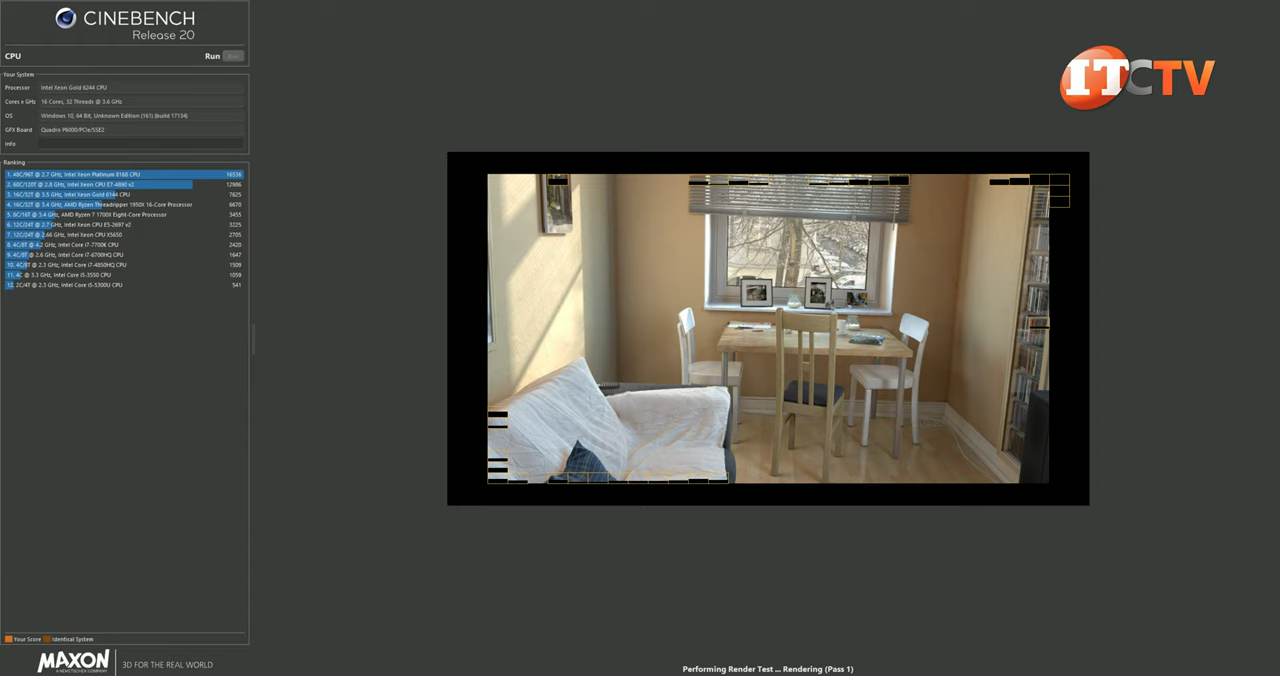 CINEBENCH
Release 20
CPU Run
Your System
Processor Intel Xeon Gold 6244 CPU
Cores x GHz 16 Cores, 32 Threads @ 3.6 GHz
OS Windows 10, 64 Bit, Unknown Edition (161) (build 17134)
GFX Board Quadro P6000/PCIe/SSE2
Info
Ranking
1. 48C/96T @ 2.7 GHz, Intel Xeon Platinum 8168 CPU 16536
2. 60C/120T @ 2.8 GHz, Intel Xeon CPU E7-4890 v2 12986
3. 16C/32T @ 3.5 GHz, Intel Xeon Gold 6144 CPU 7625
4. 16C/32T @ 3.4 GHz, AMD Ryzen Threadripper 1950X 16-Core Processor 6670
5. 8C/16T @ 3.4 GHz, AMD Ryzen 7 1700X Eight-Core Processor 3455
6. 12C/24T @ 2.7 GHz, Intel Xeon CPU E5-2697 v2 3225
7. 12C/24T @ 2.66 GHz, Intel Xeon CPU X5650 2705
8. 4C/8T @ 4.2 GHz, Intel Core i7-7700K CPU 2420
9. 4C/8T @ 2.6 GHz, Intel Core i7-6700HQ CPU 1647
10. 4C/8T @ 2.3 GHz, Intel Core i7-4850HQ CPU 1509
11. 4C @ 3.3 GHz, Intel Core i5-3550 CPU 1059
12. 2C/4T @ 2.3 GHz, Intel Core i5-5300U CPU 541
Your Score Identical System
MAXON 3D FOR THE REAL WORLD
A NEMETSCHEK COMPANY
ITCTV
Performing Render Test ... Rendering (Pass 1)